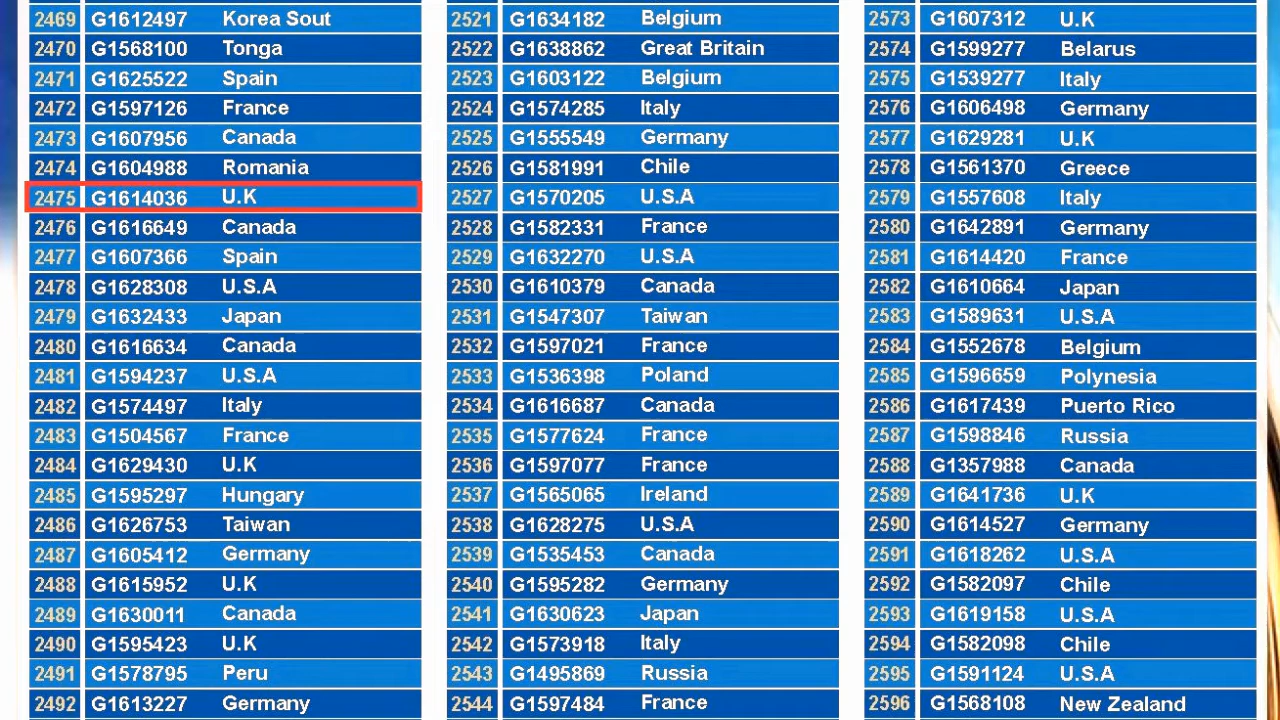 2469 G1612497 Korea Sout
2470 G1568100 Tonga
2471 G1625522 Spain
2472 G1597126 France
2473 G1607956 Canada
2474 G1604988 Romania
2475 G1614036 U.K
2476 G1616649 Canada
2477 G1607366 Spain
2478 G1628308 U.S.A
2479 G1632433 Japan
2480 G1616634 Canada
2481 G1594237 U.S.A
2482 G1574497 Italy
2483 G1504567 France
2484 G1629430 U.K
2485 G1595297 Hungary
2486 G1626753 Taiwan
2487 G1605412 Germany
2488 G1615952 U.K
2489 G1630011 Canada
2490 G1595423 U.K
2491 G1578795 Peru
2492 G1613227 Germany
2521 G1634182 Belgium
2522 G1638862 Great Britain
2523 G1603122 Belgium
2524 G1574285 Italy
2525 G1555549 Germany
2526 G1581991 Chile
2527 G1570205 U.S.A
2528 G1582331 France
2529 G1632270 U.S.A
2530 G1610379 Canada
2531 G1547307 Taiwan
2532 G1597021 France
2533 G1536398 Poland
2534 G1616687 Canada
2535 G1577624 France
2536 G1597077 France
2537 G1565065 Ireland
2538 G1628275 U.S.A
2539 G1535453 Canada
2540 G1595282 Germany
2541 G1630623 Japan
2542 G1573918 Italy
2543 G1495869 Russia
2544 G1597484 France
2573 G1607312 U.K
2574 G1599277 Belarus
2575 G1539277 Italy
2576 G1606498 Germany
2577 G1629281 U.K
2578 G1561370 Greece
2579 G1557608 Italy
2580 G1642891 Germany
2581 G1614420 France
2582 G1610664 Japan
2583 G1589631 U.S.A
2584 G1552678 Belgium
2585 G1596659 Polynesia
2586 G1617439 Puerto Rico
2587 G1598846 Russia
2588 G1357988 Canada
2589 G1641736 U.K
2590 G1614527 Germany
2591 G1618262 U.S.A
2592 G1582097 Chile
2593 G1619158 U.S.A
2594 G1582098 Chile
2595 G1591124 U.S.A
2596 G1568108 New Zealand